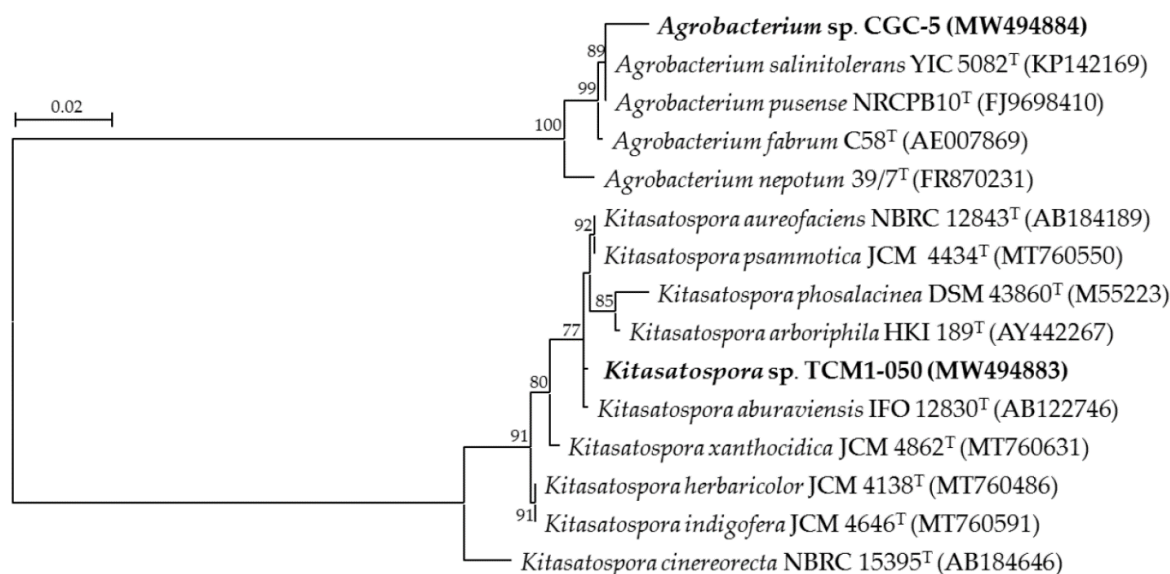 Agrobacterium sp. CGC-5 (MW494884)
89
Agrobacterium salinitolerans YIC 5082ᵀ (KP142169)
99
Agrobacterium pusense NRCPB10ᵀ (FJ9698410)
0.02
100
Agrobacterium fabrum C58ᵀ (AE007869)
Agrobacterium nepotum 39/7ᵀ (FR870231)
Kitasatospora aureofaciens NBRC 12843ᵀ (AB184189)
92
Kitasatospora psammotica JCM 4434ᵀ (MT760550)
Kitasatospora phosalacinea DSM 43860ᵀ (M55223)
85
Kitasatospora arboriphila HKI 189ᵀ (AY442267)
77
Kitasatospora sp. TCM1-050 (MW494883)
80
Kitasatospora aburaviensis IFO 12830ᵀ (AB122746)
91
Kitasatospora xanthocidica JCM 4862ᵀ (MT760631)
Kitasatospora herbaricolor JCM 4138ᵀ (MT760486)
91
Kitasatospora indigofera JCM 4646ᵀ (MT760591)
Kitasatospora cinereorecta NBRC 15395ᵀ (AB184646)